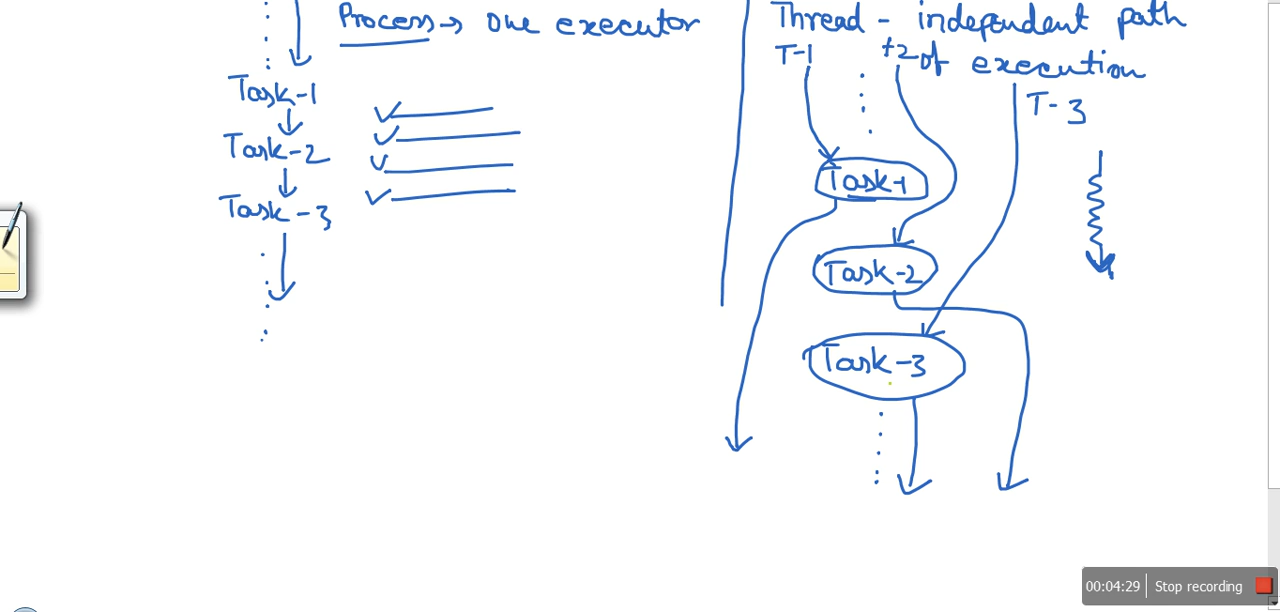 Process → one executor
Task-1
Task-2
Task-3
Thread - independent path
of execution
T-1
t2
T-3
Task-1
Task-2
Task-3
00:04:29 Stop recording